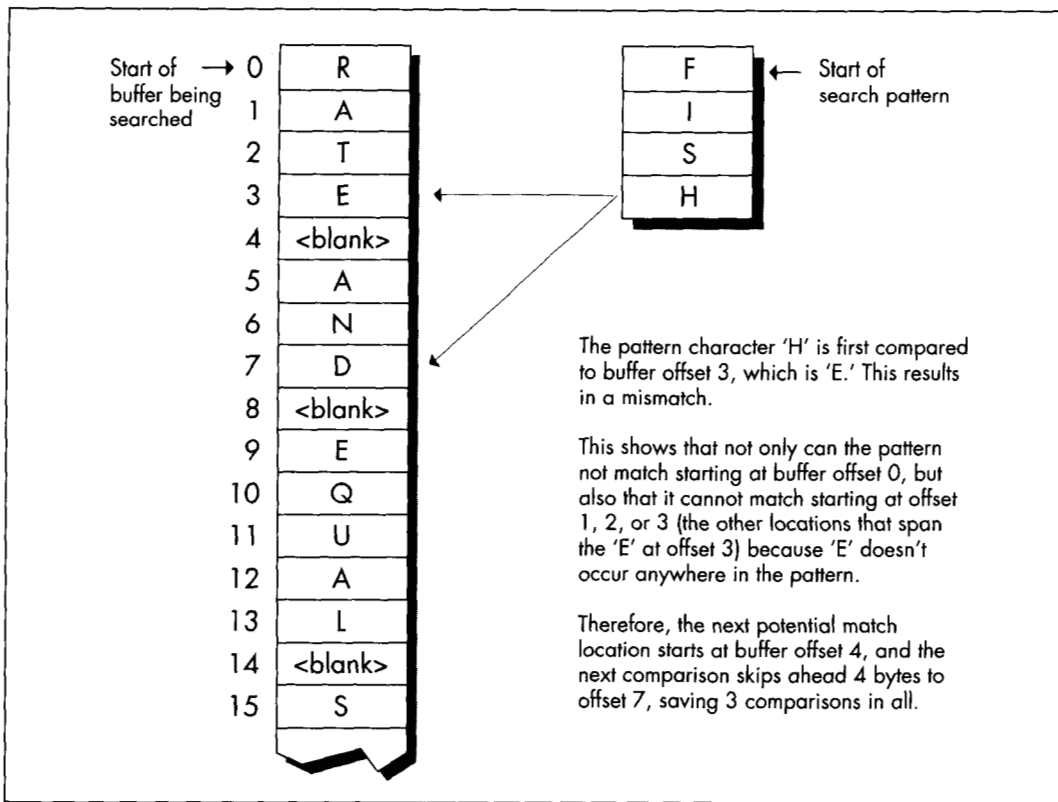 Start of
buffer being
searched
0 R
1 A
2 T
3 E
4 <blank>
5 A
6 N
7 D
8 <blank>
9 E
10 Q
11 U
12 A
13 L
14 <blank>
15 S
F
I
S
H
Start of
search pattern
The pattern character 'H' is first compared
to buffer offset 3, which is 'E.' This results
in a mismatch.
This shows that not only can the pattern
not match starting at buffer offset 0, but
also that it cannot match starting at offset
1, 2, or 3 (the other locations that span
the 'E' at offset 3) because 'E' doesn't
occur anywhere in the pattern.
Therefore, the next potential match
location starts at buffer offset 4, and the
next comparison skips ahead 4 bytes to
offset 7, saving 3 comparisons in all.